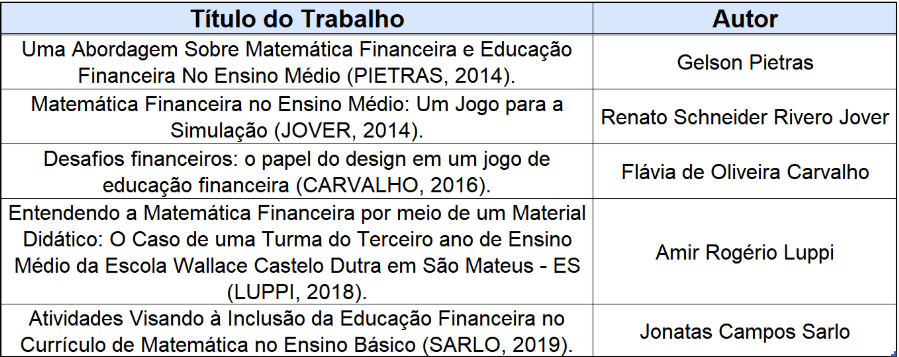 Título do Trabalho
Autor
Uma Abordagem Sobre Matemática Financeira e Educação
Financeira No Ensino Médio (PIETRAS, 2014).
Gelson Pietras
Matemática Financeira no Ensino Médio: Um Jogo para a
Simulação (JOVER, 2014).
Renato Schneider Rivero Jover
Desafios financeiros: o papel do design em um jogo de
educação financeira (CARVALHO, 2016).
Flávia de Oliveira Carvalho
Entendendo a Matemática Financeira por meio de um Material
Didático: O Caso de uma Turma do Terceiro ano de Ensino
Médio da Escola Wallace Castelo Dutra em São Mateus - ES
(LUPPI, 2018).
Amir Rogério Luppi
Atividades Visando à Inclusão da Educação Financeira no
Currículo de Matemática no Ensino Básico (SARLO, 2019).
Jonatas Campos Sarlo